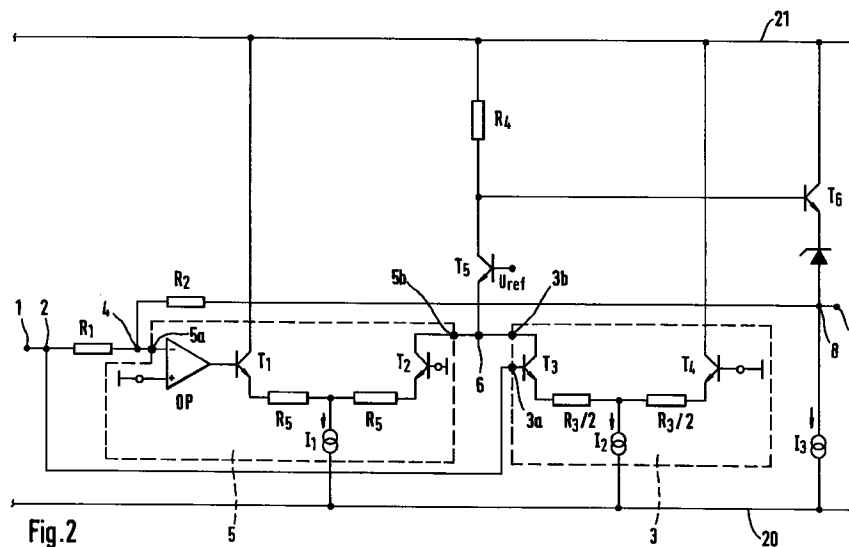 21
R4
T6
T5
Uref
R2
5b
3b
1
2
R1
4
5a
6
8
−
+
OP
T1
T2
T3
T4
3a
R5
R5
R3/2
R3/2
I1
I2
I3
Fig.2
5
3
20